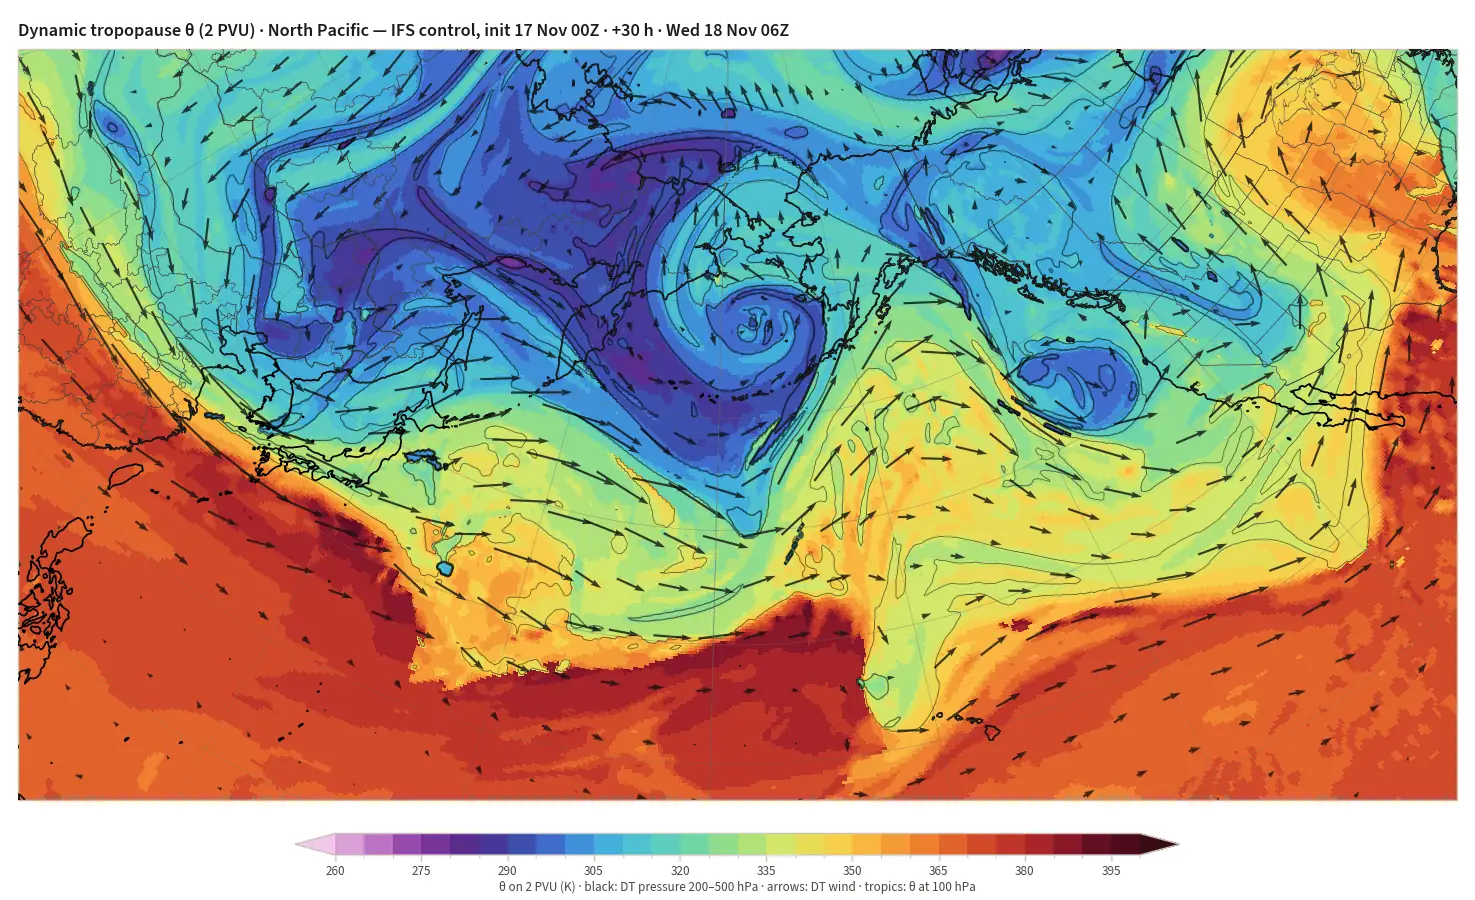 Dynamic tropopause θ (2 PVU) · North Pacific — IFS control, init 17 Nov 00Z · +30 h · Wed 18 Nov 06Z
260 275 290 305 320 335 350 365 380 395
θ on 2 PVU (K) · black: DT pressure 200–500 hPa · arrows: DT wind · tropics: θ at 100 hPa